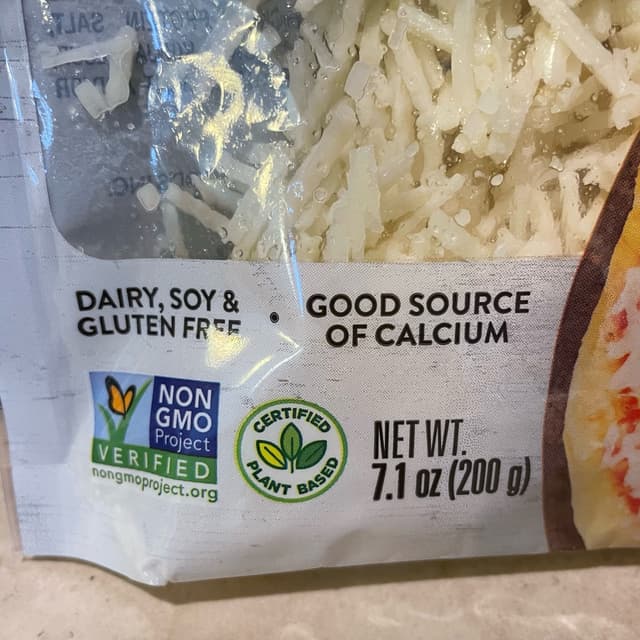 DAIRY, SOY &
GLUTEN FREE
•
GOOD SOURCE
OF CALCIUM
NON
GMO
Project
VERIFIED
nongmoproject.org
CERTIFIED
PLANT BASED
NET WT.
7.1 oz (200 g)